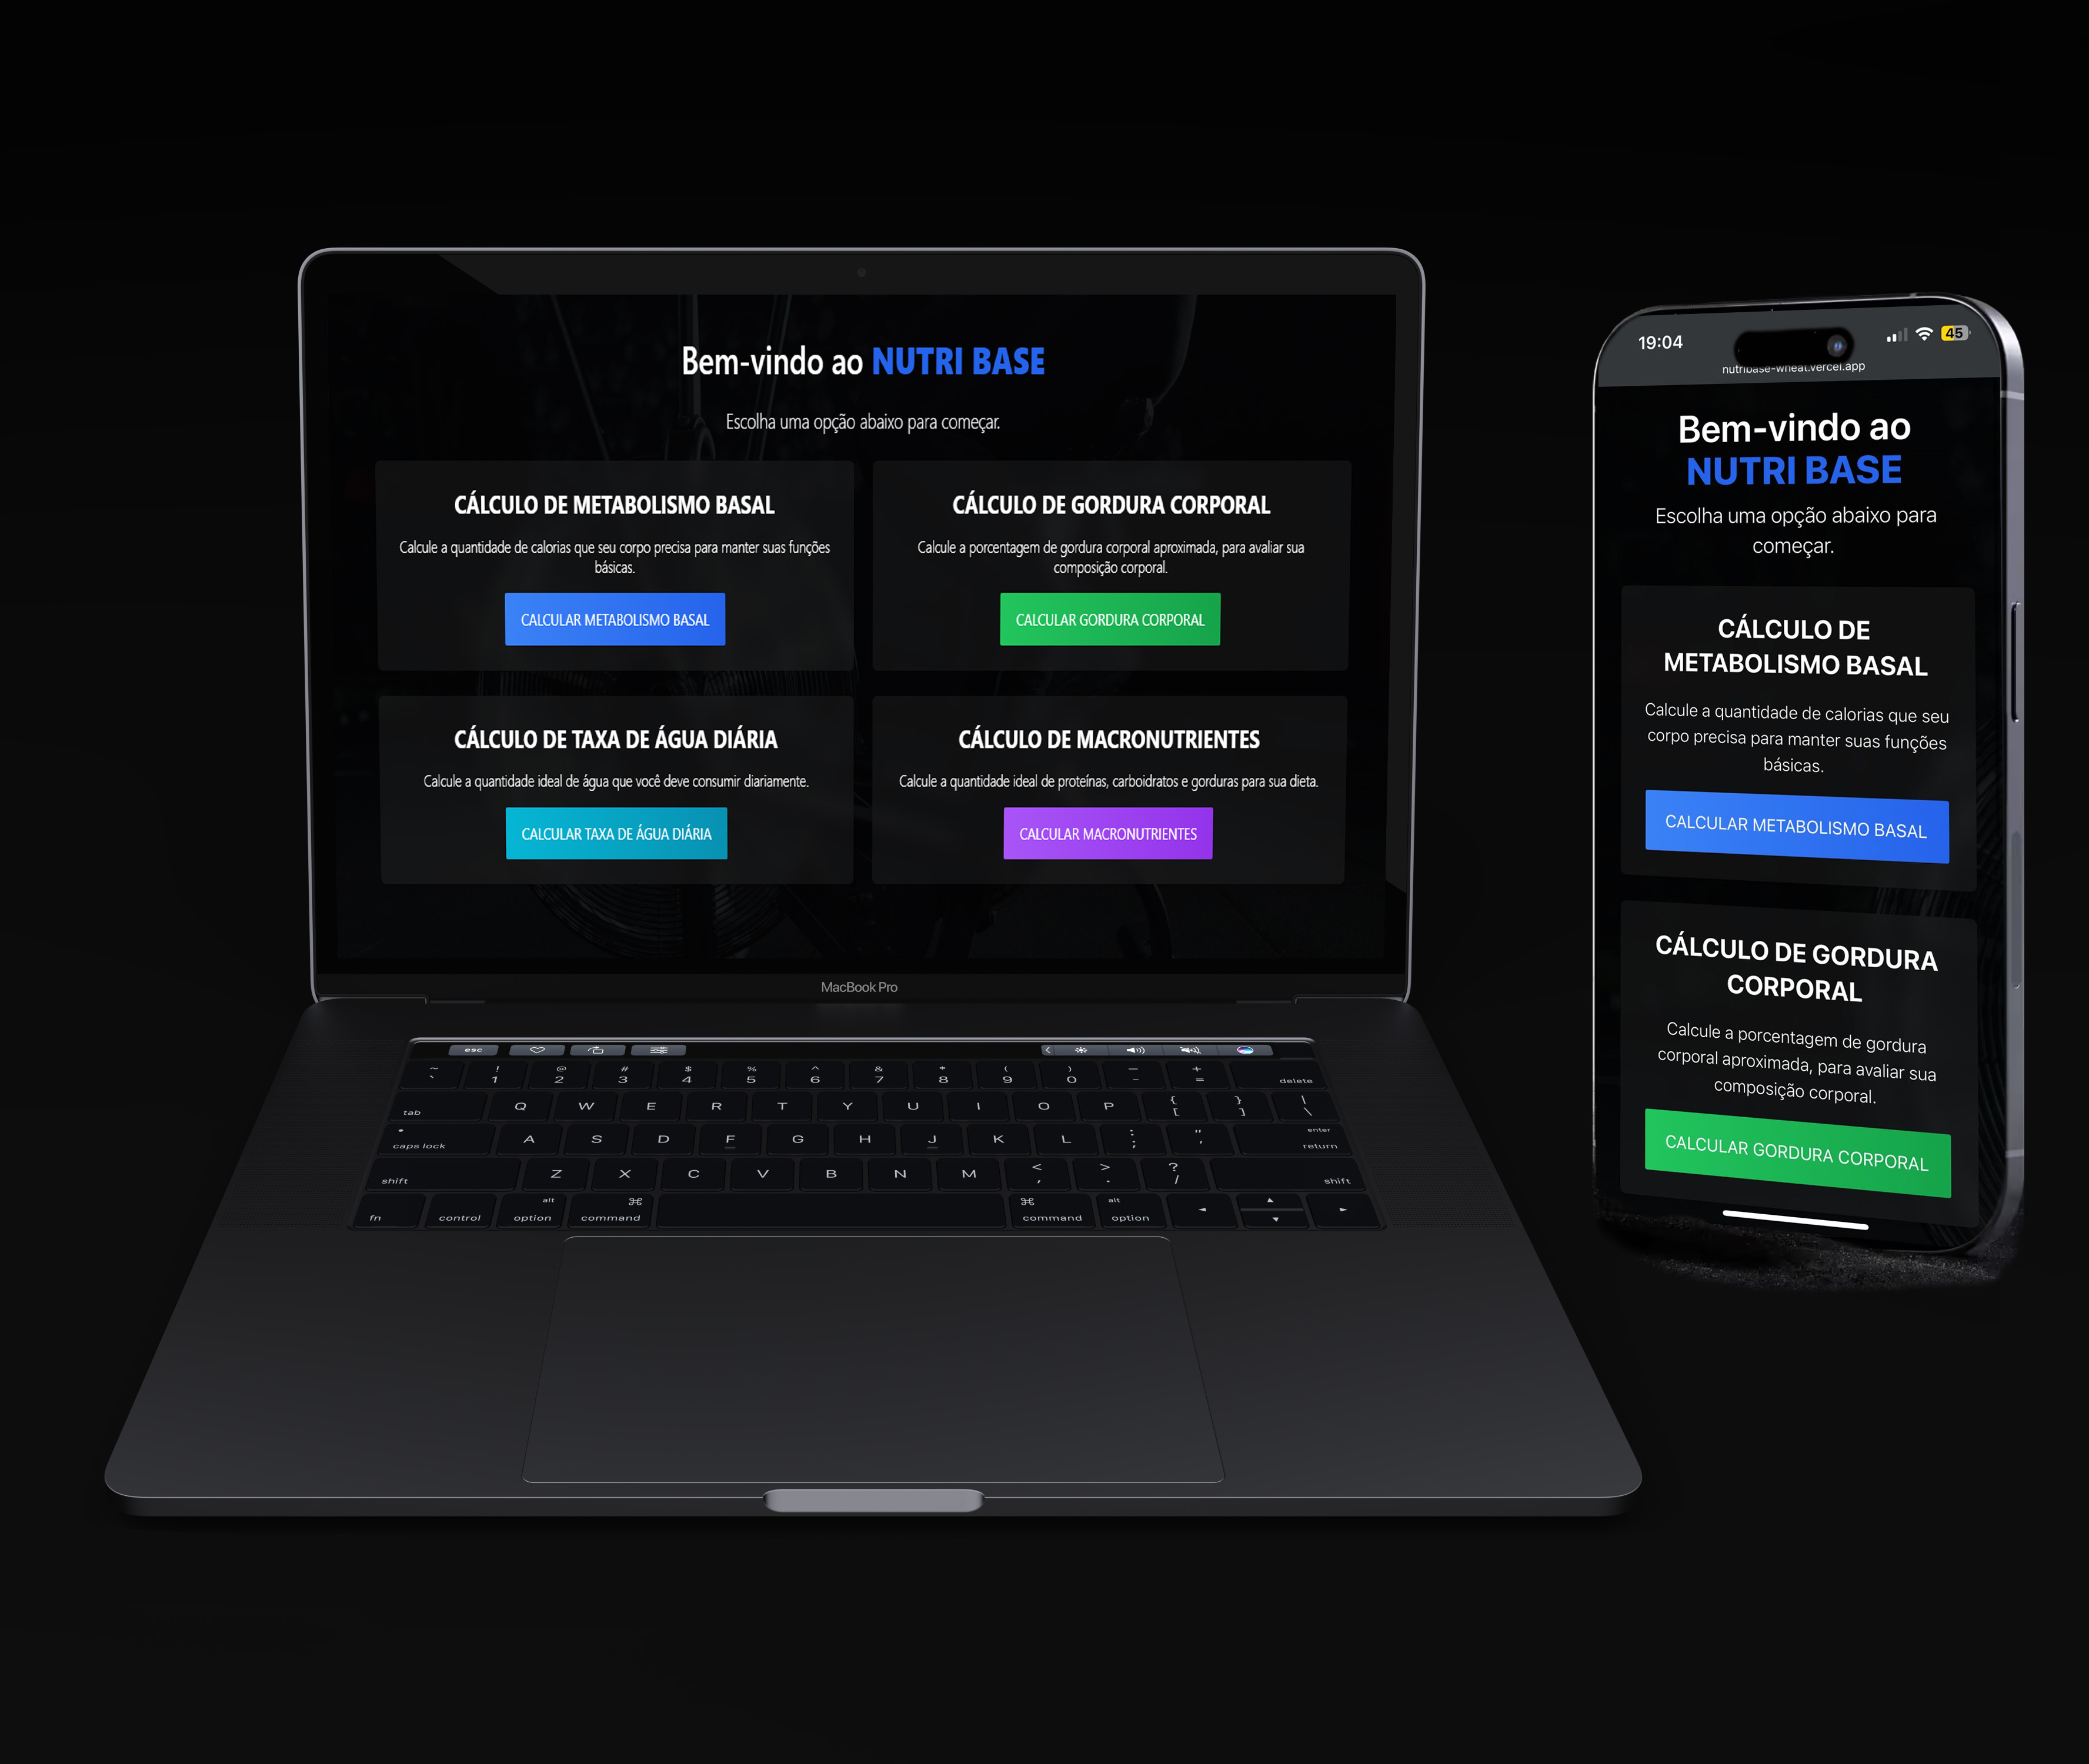 Bem-vindo ao NUTRI BASE
Escolha uma opção abaixo para começar.
CÁLCULO DE METABOLISMO BASAL
Calcule a quantidade de calorias que seu corpo precisa para manter suas funções
básicas.
CALCULAR METABOLISMO BASAL
CÁLCULO DE GORDURA CORPORAL
Calcule a porcentagem de gordura corporal aproximada, para avaliar sua
composição corporal.
CALCULAR GORDURA CORPORAL
CÁLCULO DE TAXA DE ÁGUA DIÁRIA
Calcule a quantidade ideal de água que você deve consumir diariamente.
CALCULAR TAXA DE ÁGUA DIÁRIA
CÁLCULO DE MACRONUTRIENTES
Calcule a quantidade ideal de proteínas, carboidratos e gorduras para sua dieta.
CALCULAR MACRONUTRIENTES
MacBook Pro
esc
~ ! @ # $ % ^ & * ( ) — +
` 1 2 3 4 5 6 7 8 9 0 - = delete
tab Q W E R T Y U I O P { [ } ] | \
caps lock A S D F G H J K L : ; " ' enter return
shift Z X C V B N M < , > . ? / shift
fn control alt option ⌘ command ⌘ command alt option
19:04 45
nutribase-wheat.vercel.app
Bem-vindo ao
NUTRI BASE
Escolha uma opção abaixo para
começar.
CÁLCULO DE
METABOLISMO BASAL
Calcule a quantidade de calorias que seu
corpo precisa para manter suas funções
básicas.
CALCULAR METABOLISMO BASAL
CÁLCULO DE GORDURA
CORPORAL
Calcule a porcentagem de gordura
corporal aproximada, para avaliar sua
composição corporal.
CALCULAR GORDURA CORPORAL